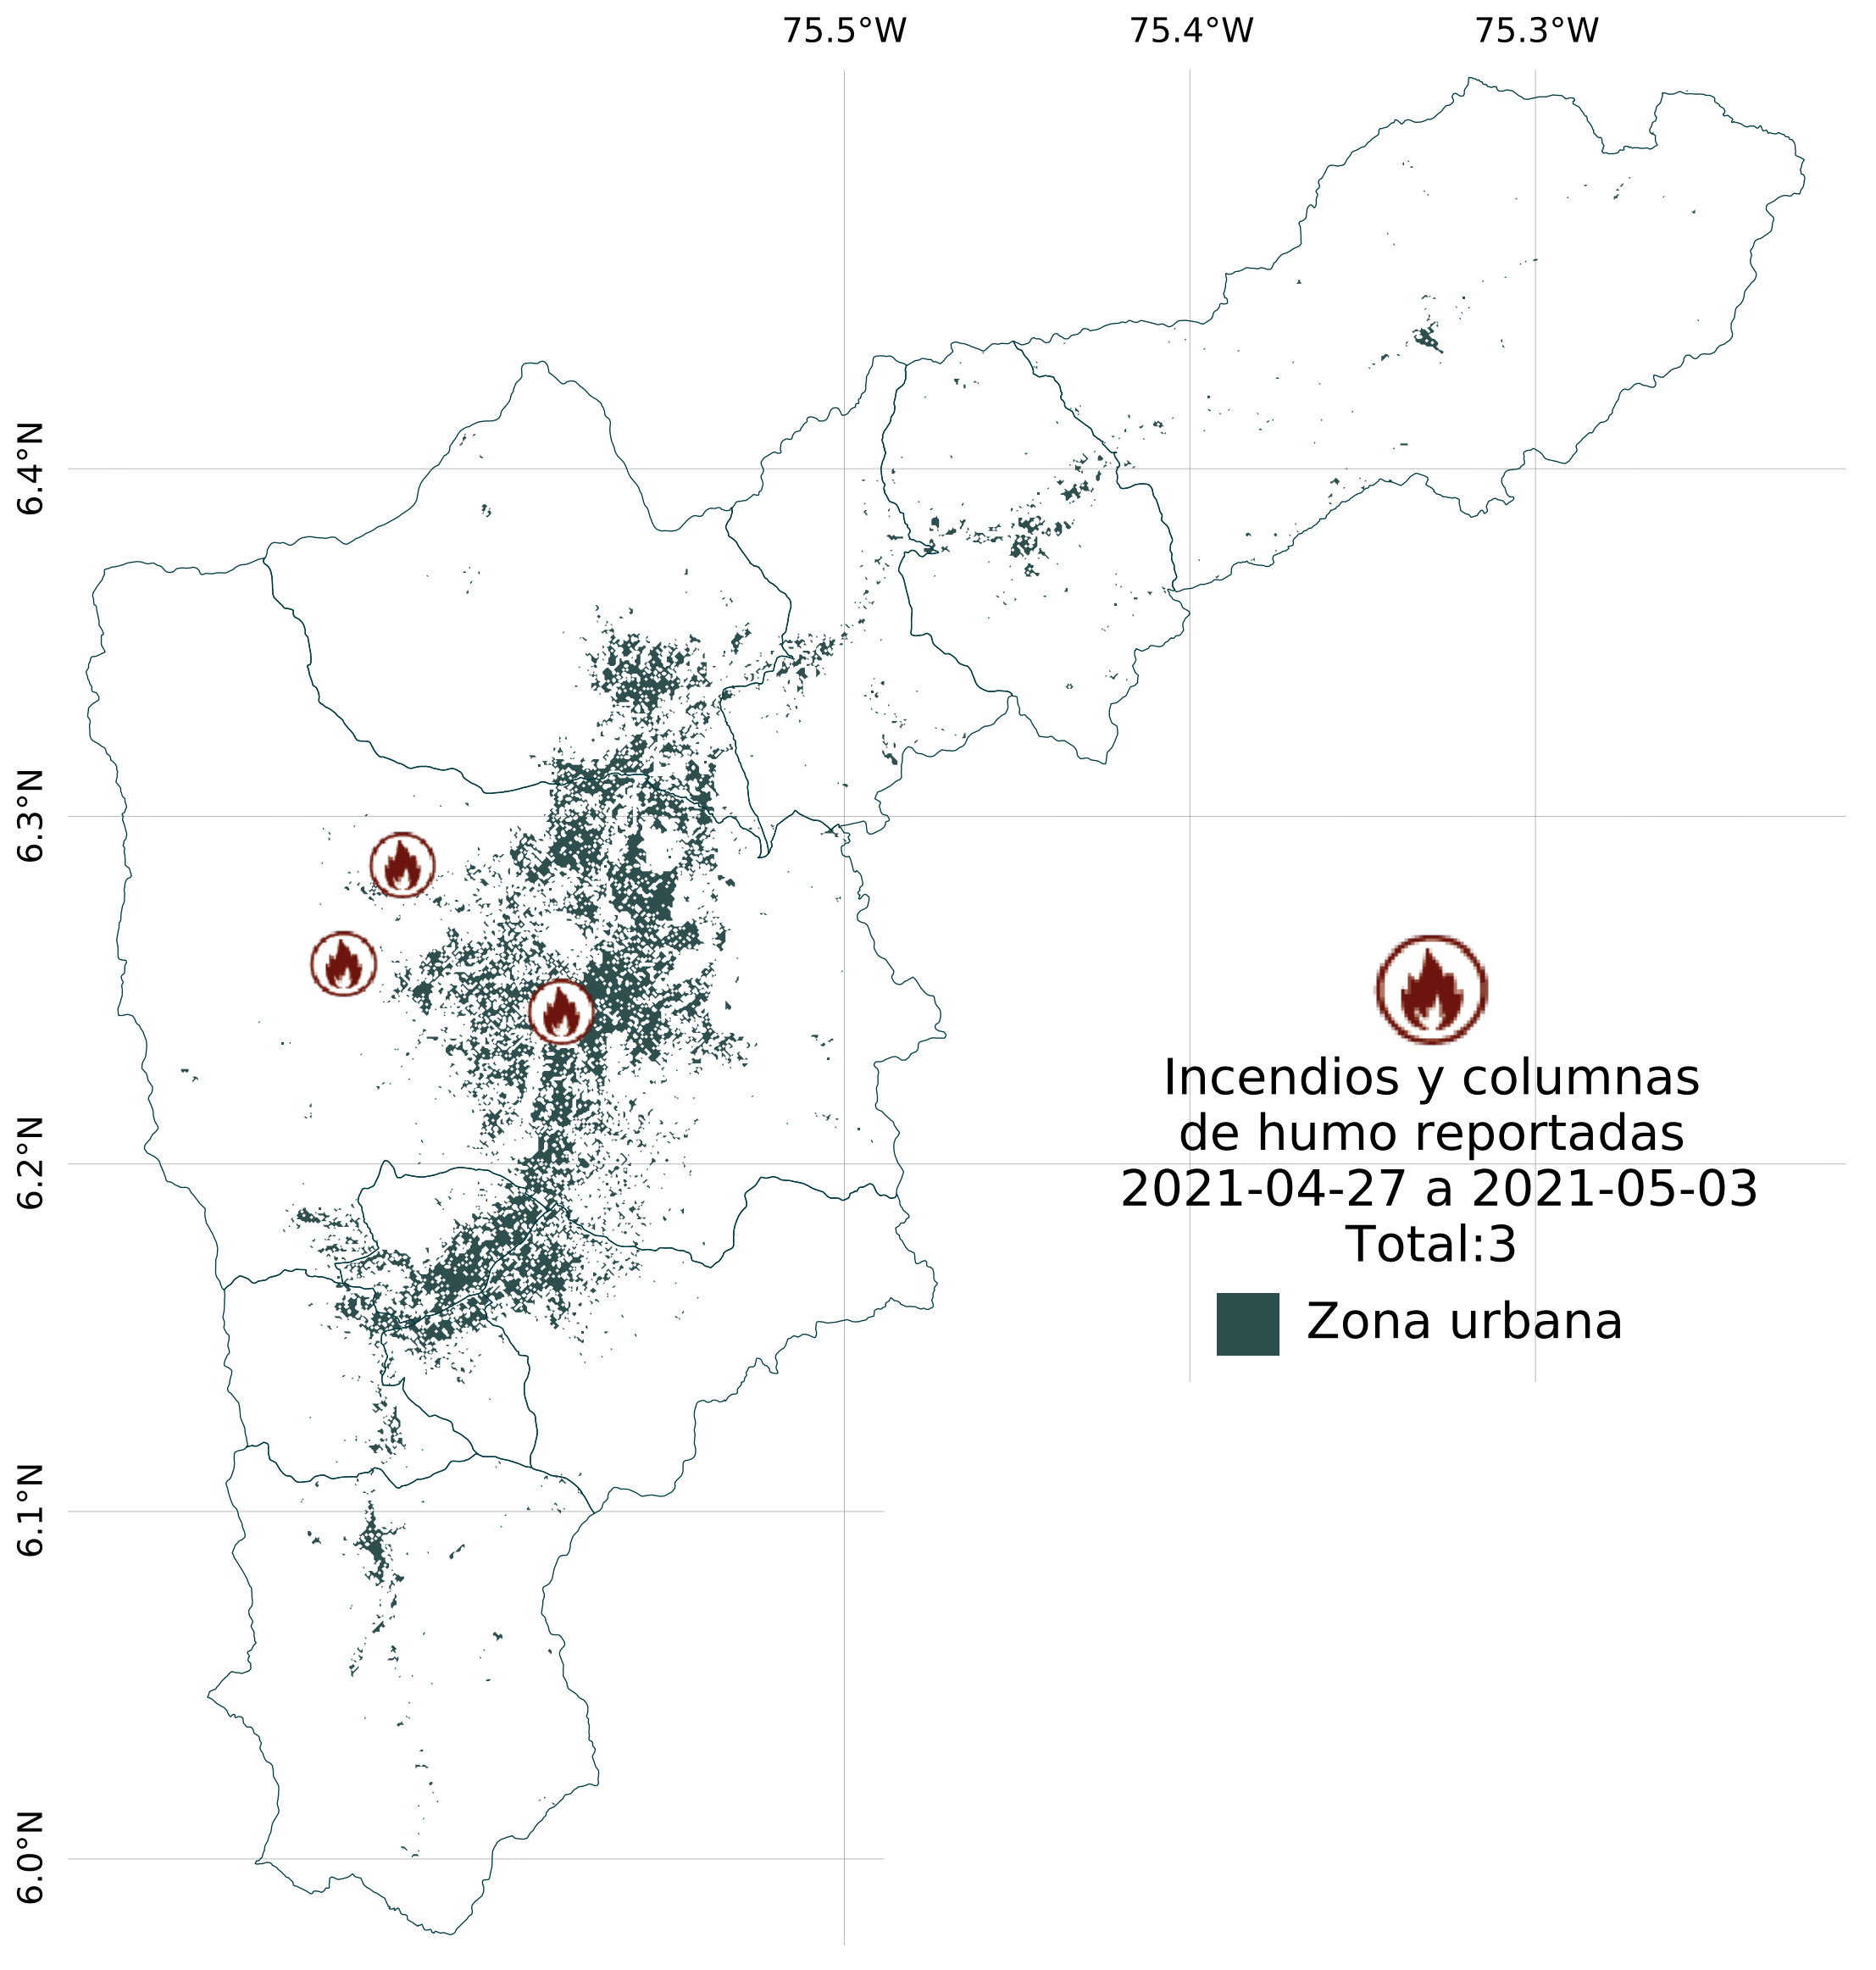 75.5°W
75.4°W
75.3°W
6.4°N
6.3°N
6.2°N
6.1°N
6.0°N
Incendios y columnas
de humo reportadas
2021-04-27 a 2021-05-03
Total:3
Zona urbana